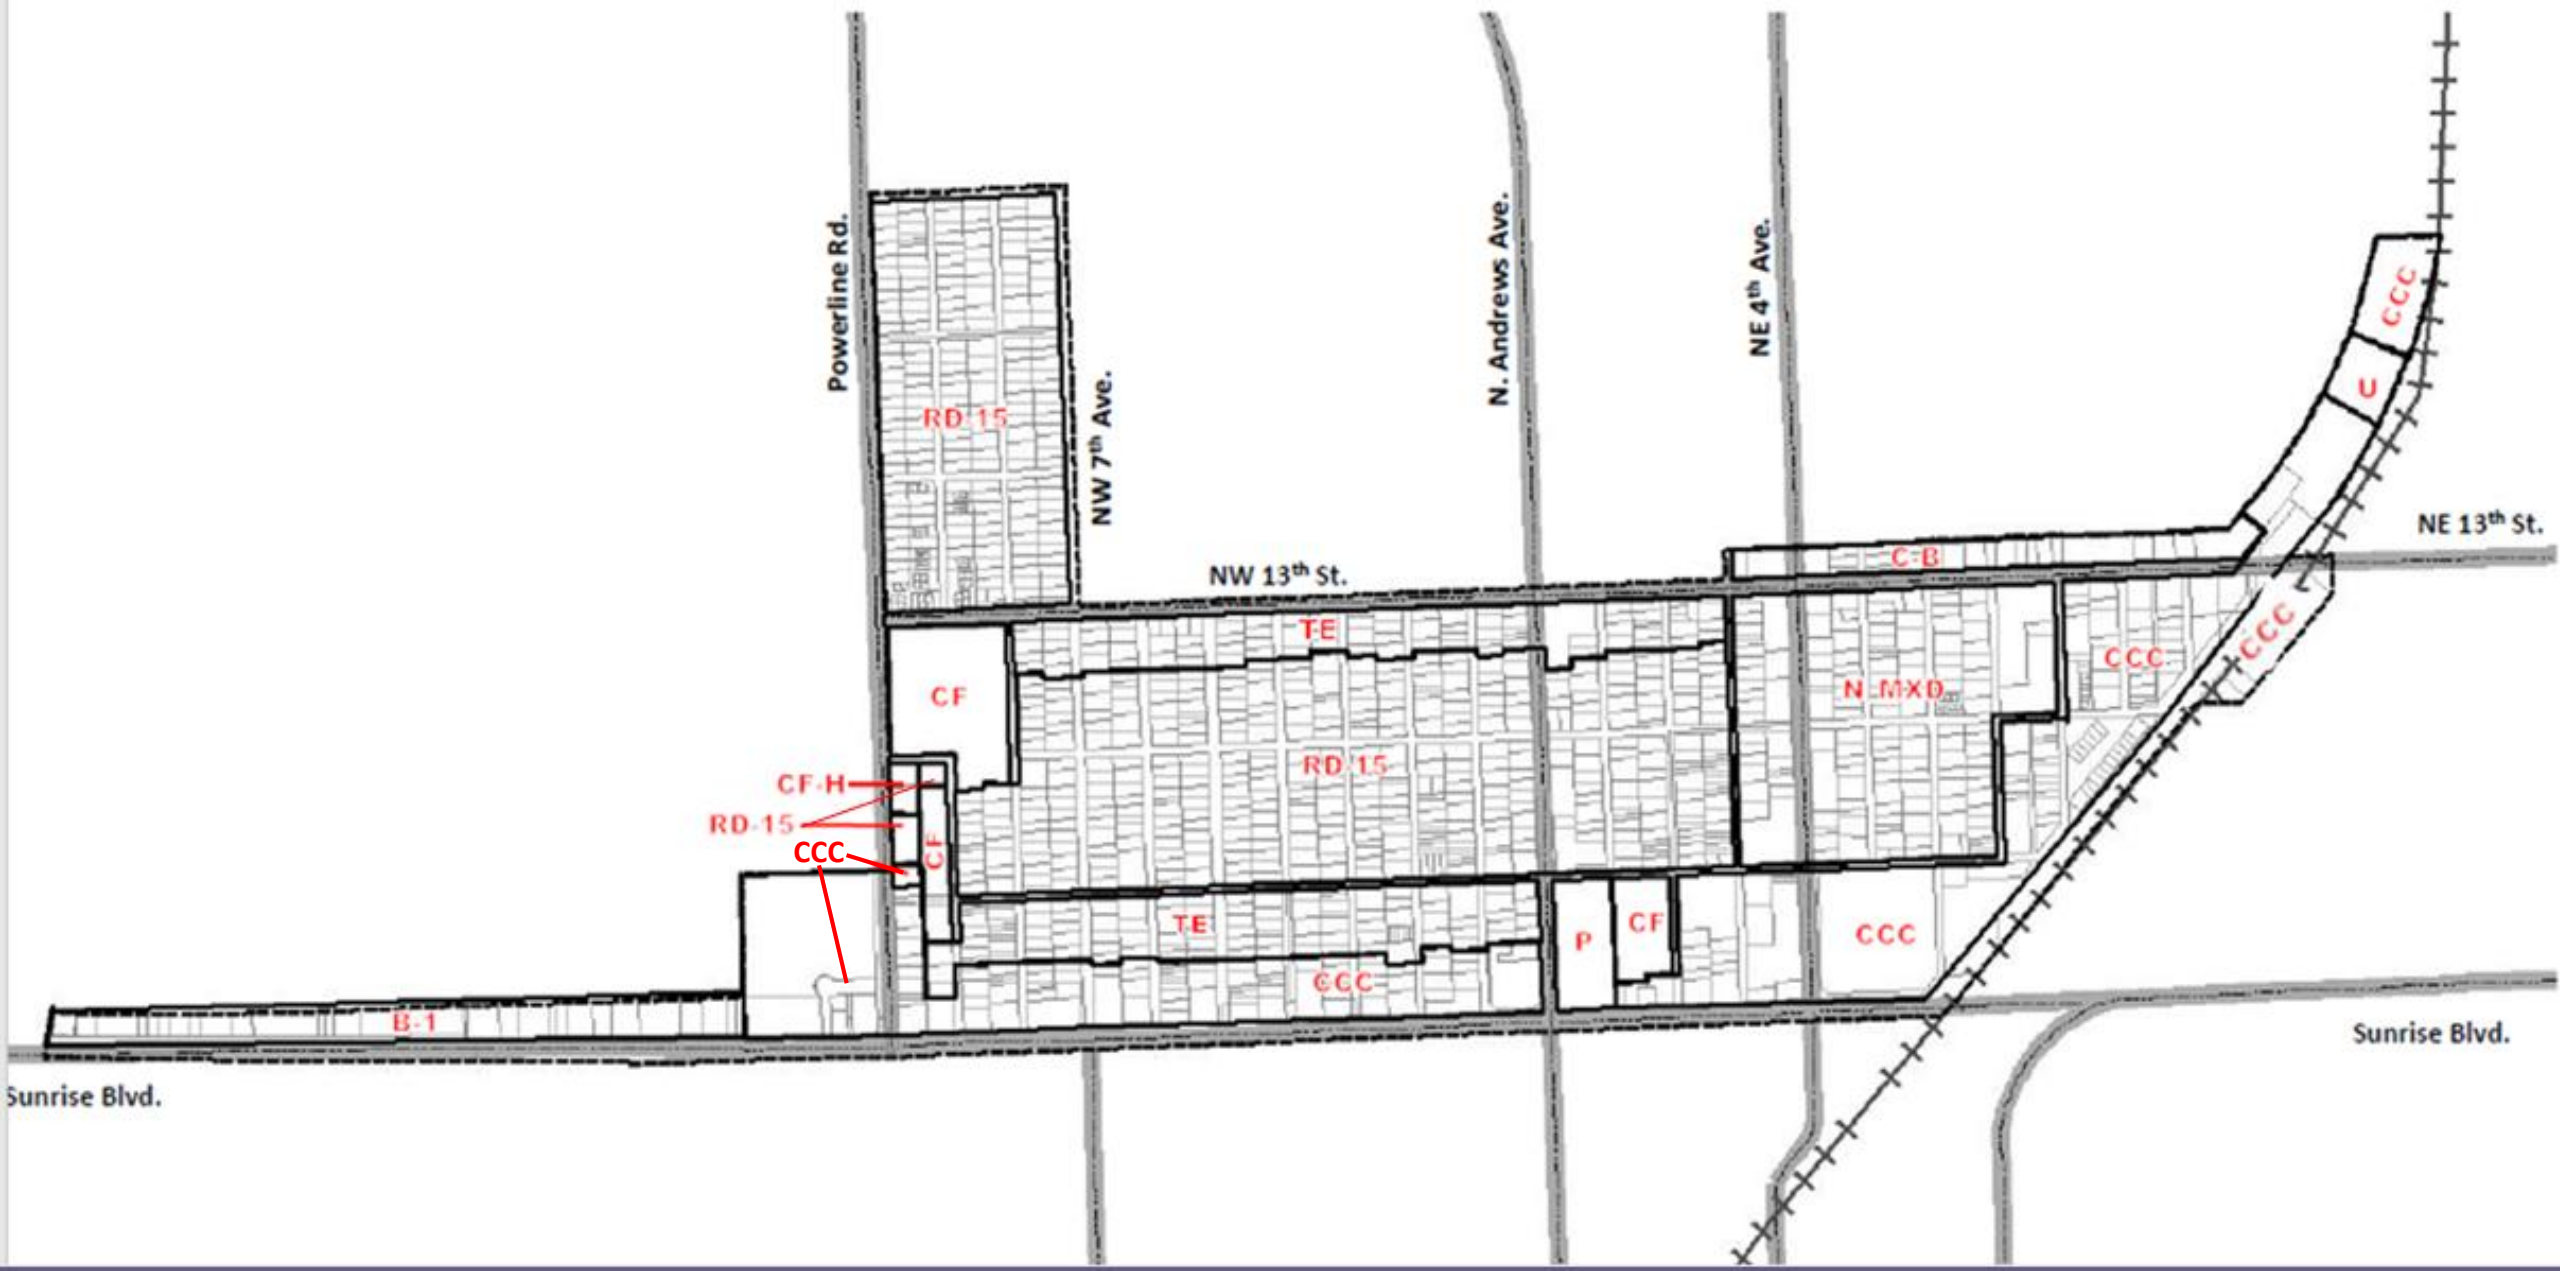 Powerline Rd.
N. Andrews Ave.
NE 4th Ave.
CCC
U
RD-15
NW 7th Ave.
NE 13th St.
NW 13th St.
C-B
TE
CCC
CCC
CF
N_MXD
RD-15
CF-H
RD-15
CCC
CF
TE
P
CF
CCC
CCC
B-1
Sunrise Blvd.
Sunrise Blvd.